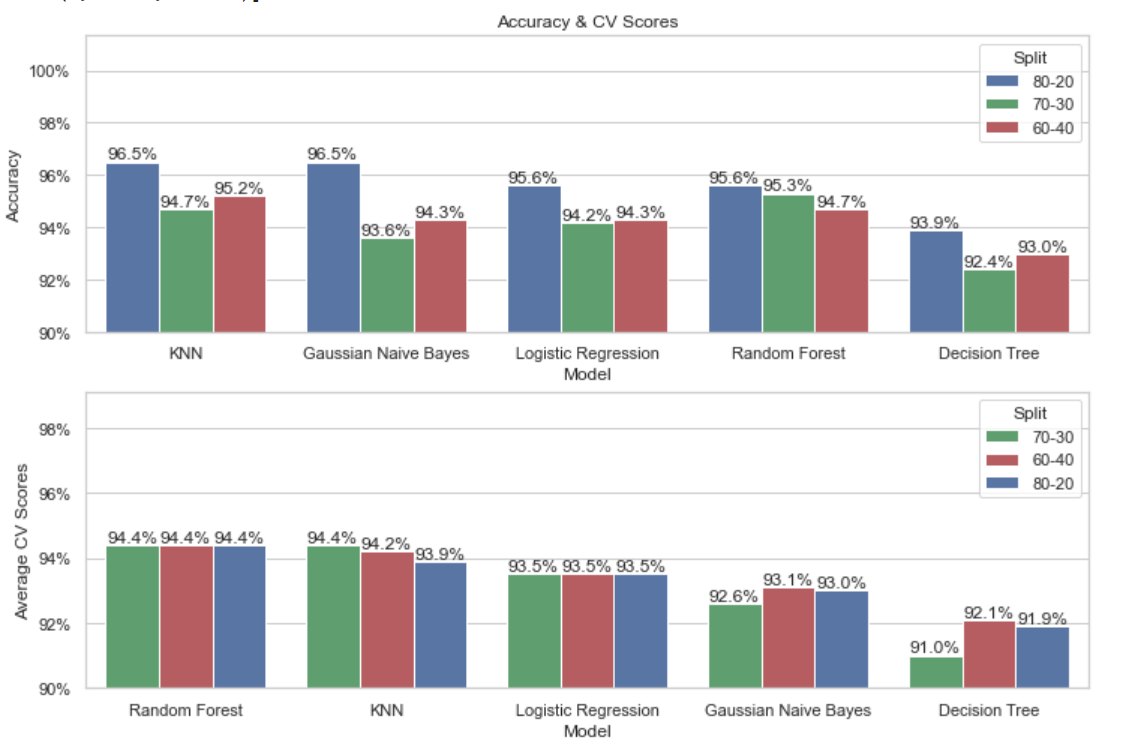 Accuracy & CV Scores
Split
80-20
70-30
60-40
100%
98%
96%
94%
92%
90%
Accuracy
96.5%
94.7%
95.2%
96.5%
93.6%
94.3%
95.6%
94.2%
94.3%
95.6%
95.3%
94.7%
93.9%
92.4%
93.0%
KNN
Gaussian Naive Bayes
Logistic Regression
Random Forest
Decision Tree
Model
Split
70-30
60-40
80-20
98%
96%
94%
92%
90%
Average CV Scores
94.4%
94.4%
94.4%
94.4%
94.2%
93.9%
93.5%
93.5%
93.5%
92.6%
93.1%
93.0%
91.0%
92.1%
91.9%
Random Forest
KNN
Logistic Regression
Gaussian Naive Bayes
Decision Tree
Model